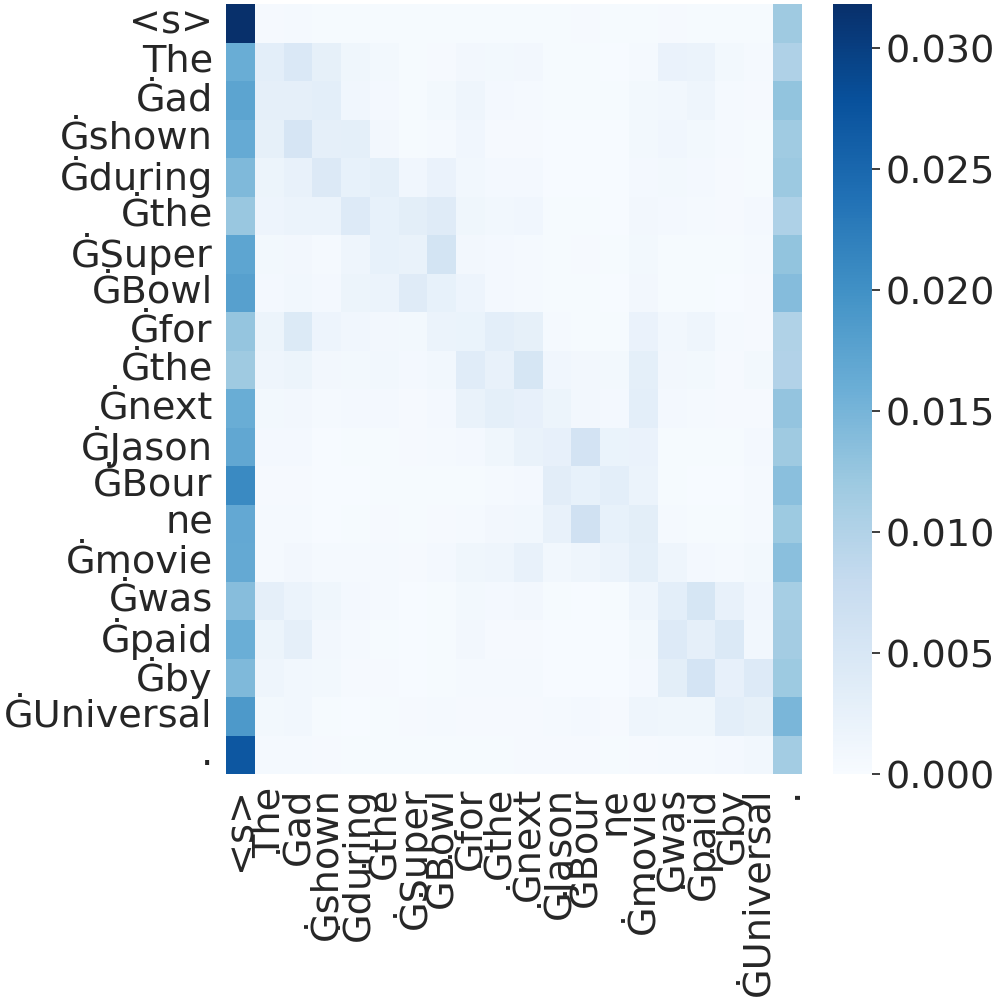 <s>
The
Ġad
Ġshown
Ġduring
Ġthe
ĠSuper
ĠBowl
Ġfor
Ġthe
Ġnext
ĠJason
ĠBour
ne
Ġmovie
Ġwas
Ġpaid
Ġby
ĠUniversal
.
<s>
The
Ġad
Ġshown
Ġduring
Ġthe
ĠSuper
ĠBowl
Ġfor
Ġthe
Ġnext
ĠJason
ĠBour
ne
Ġmovie
Ġwas
Ġpaid
Ġby
ĠUniversal
.
0.030
0.025
0.020
0.015
0.010
0.005
0.000